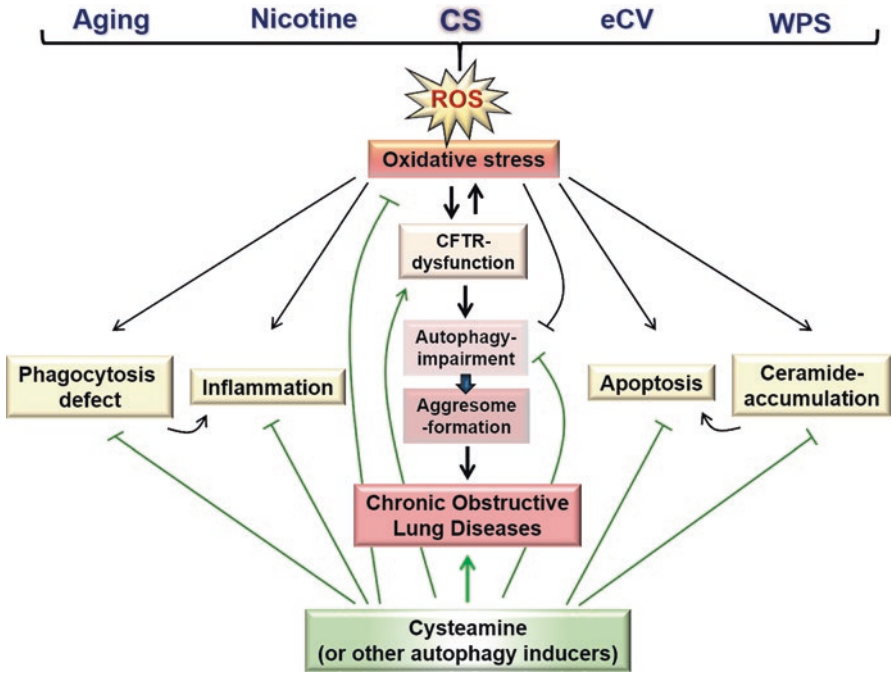 Aging Nicotine CS eCV WPS
ROS
Oxidative stress
CFTR-
dysfunction
Autophagy-
impairment
Phagocytosis
defect
Inflammation
Apoptosis
Ceramide-
accumulation
Aggresome
-formation
Chronic Obstructive
Lung Diseases
Cysteamine
(or other autophagy inducers)